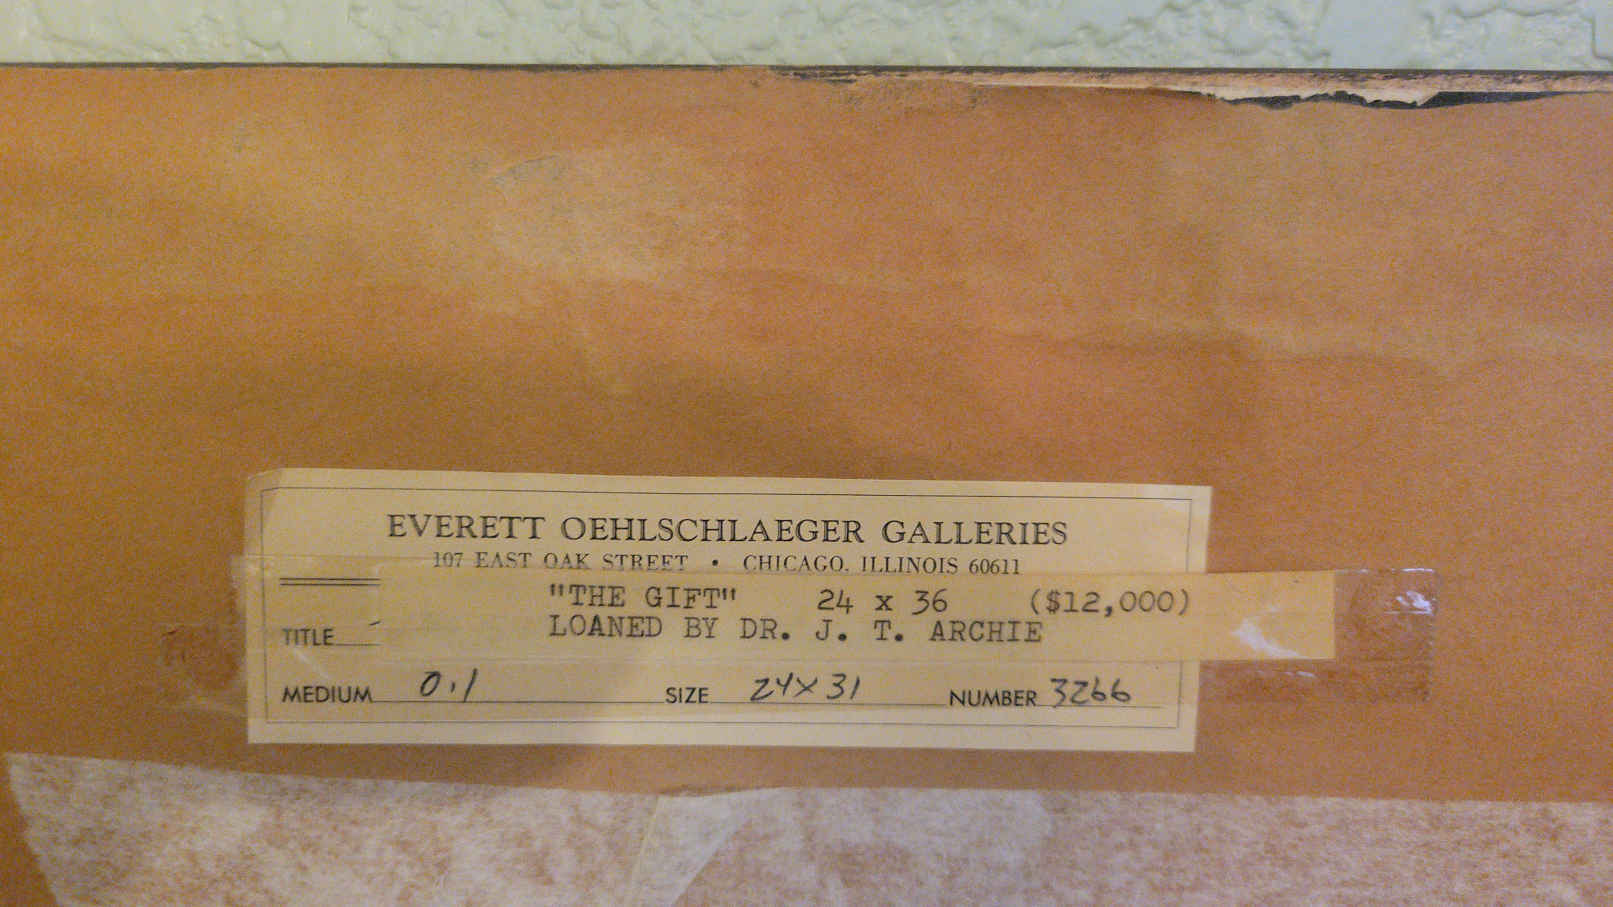 EVERETT OEHLSCHLAEGER GALLERIES
107 EAST OAK STREET • CHICAGO, ILLINOIS 60611
"THE GIFT" 24 x 36 ($12,000)
TITLE LOANED BY DR. J. T. ARCHIE
MEDIUM Oil SIZE 24X31 NUMBER 3266